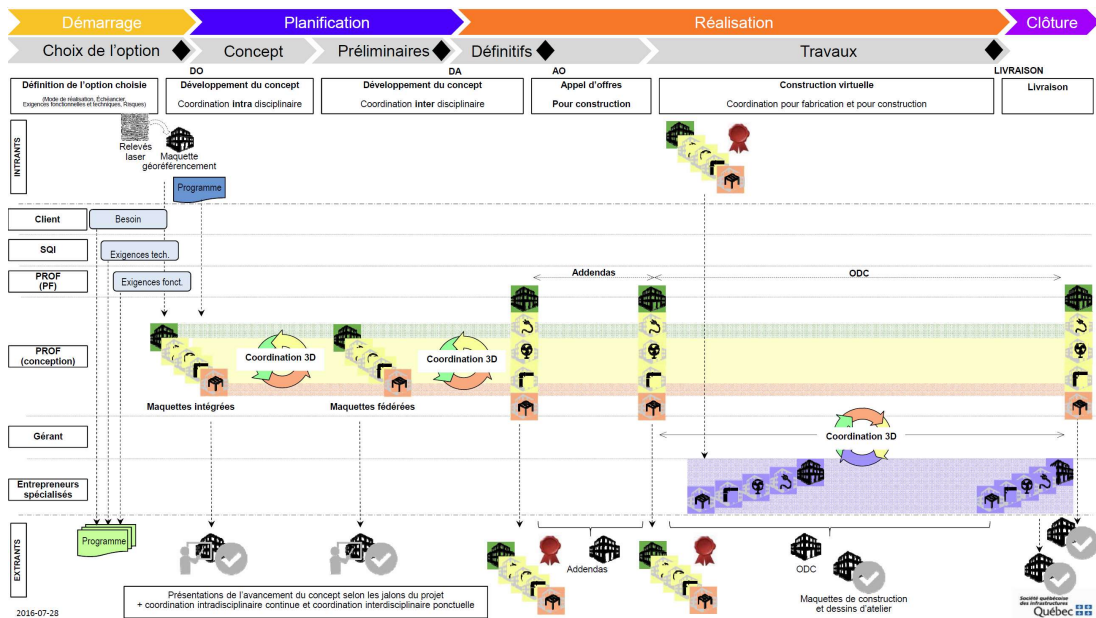 Démarrage
Planification
Réalisation
Clôture
Choix de l'option
Concept
Préliminaires
Définitifs
Travaux
DO
DA
AO
LIVRAISON
Définition de l'option choisie
(Mode de réalisation, Échéancier,
Exigences fonctionnelles et techniques, Risques)
Développement du concept
Coordination intra disciplinaire
Développement du concept
Coordination inter disciplinaire
Appel d'offres
Pour construction
Construction virtuelle
Coordination pour fabrication et pour construction
Livraison
INTRANTS
Relevés
laser
Maquette
géoréférencement
Programme
Client
Besoin
SQI
Exigences tech.
PROF
(PF)
Exigences fonct.
Addendas
ODC
PROF
(conception)
Coordination 3D
Coordination 3D
Maquettes intégrées
Maquettes fédérées
Gérant
Coordination 3D
Entrepreneurs
spécialisés
EXTRANTS
Programme
Addendas
ODC
Maquettes de construction
et dessins d'atelier
Présentations de l'avancement du concept selon les jalons du projet
+ coordination intradisciplinaire continue et coordination interdisciplinaire ponctuelle
2016-07-28
Société québécoise
des infrastructures
Québec